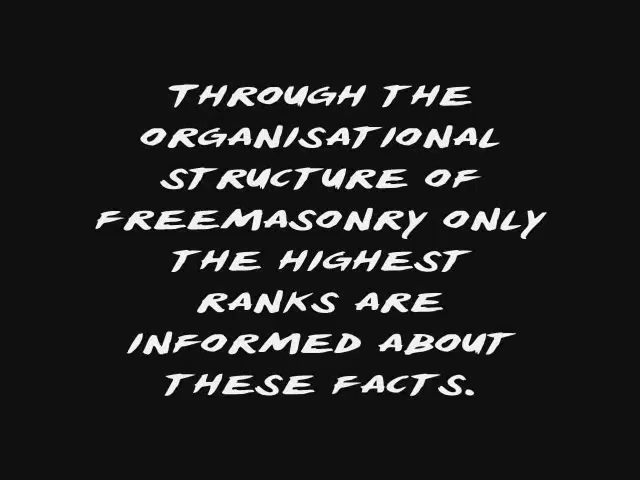 THROUGH THE
ORGANISATIONAL
STRUCTURE OF
FREEMASONRY ONLY
THE HIGHEST
RANKS ARE
INFORMED ABOUT
THESE FACTS.